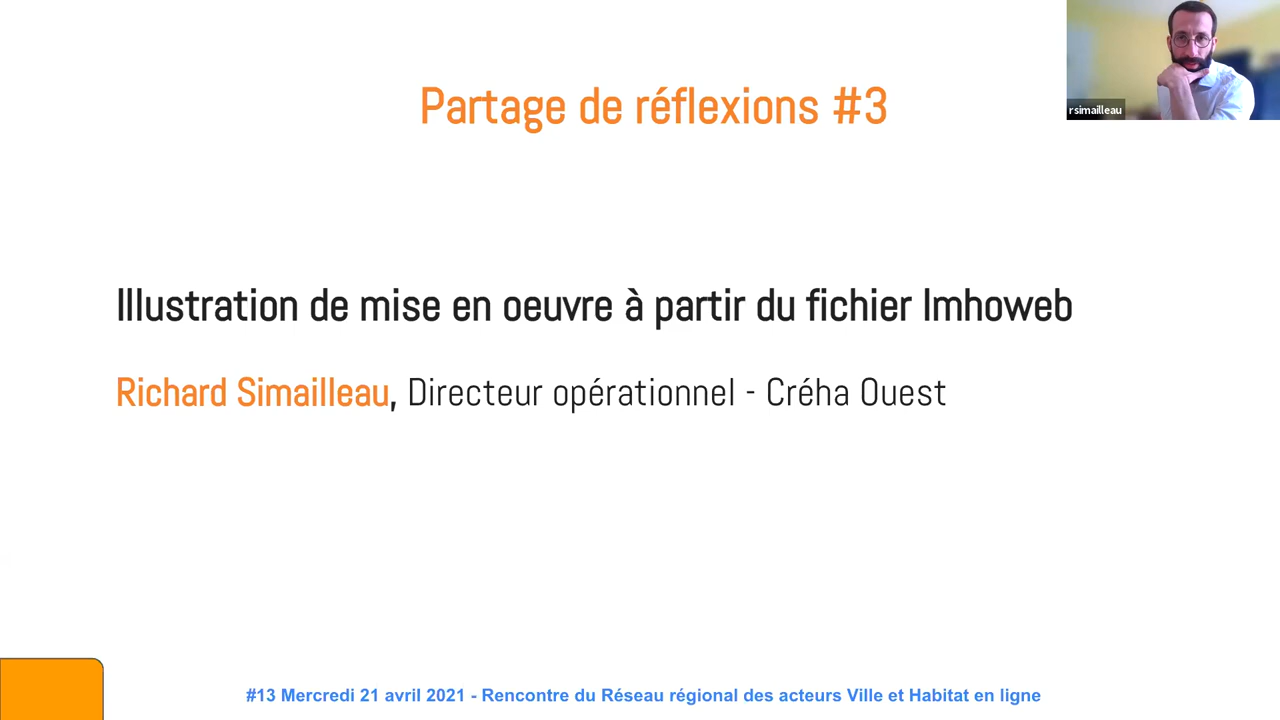 Partage de réflexions #3
rsimailleau
Illustration de mise en oeuvre à partir du fichier Imhoweb
Richard Simailleau, Directeur opérationnel - Créha Ouest
#13 Mercredi 21 avril 2021 - Rencontre du Réseau régional des acteurs Ville et Habitat en ligne